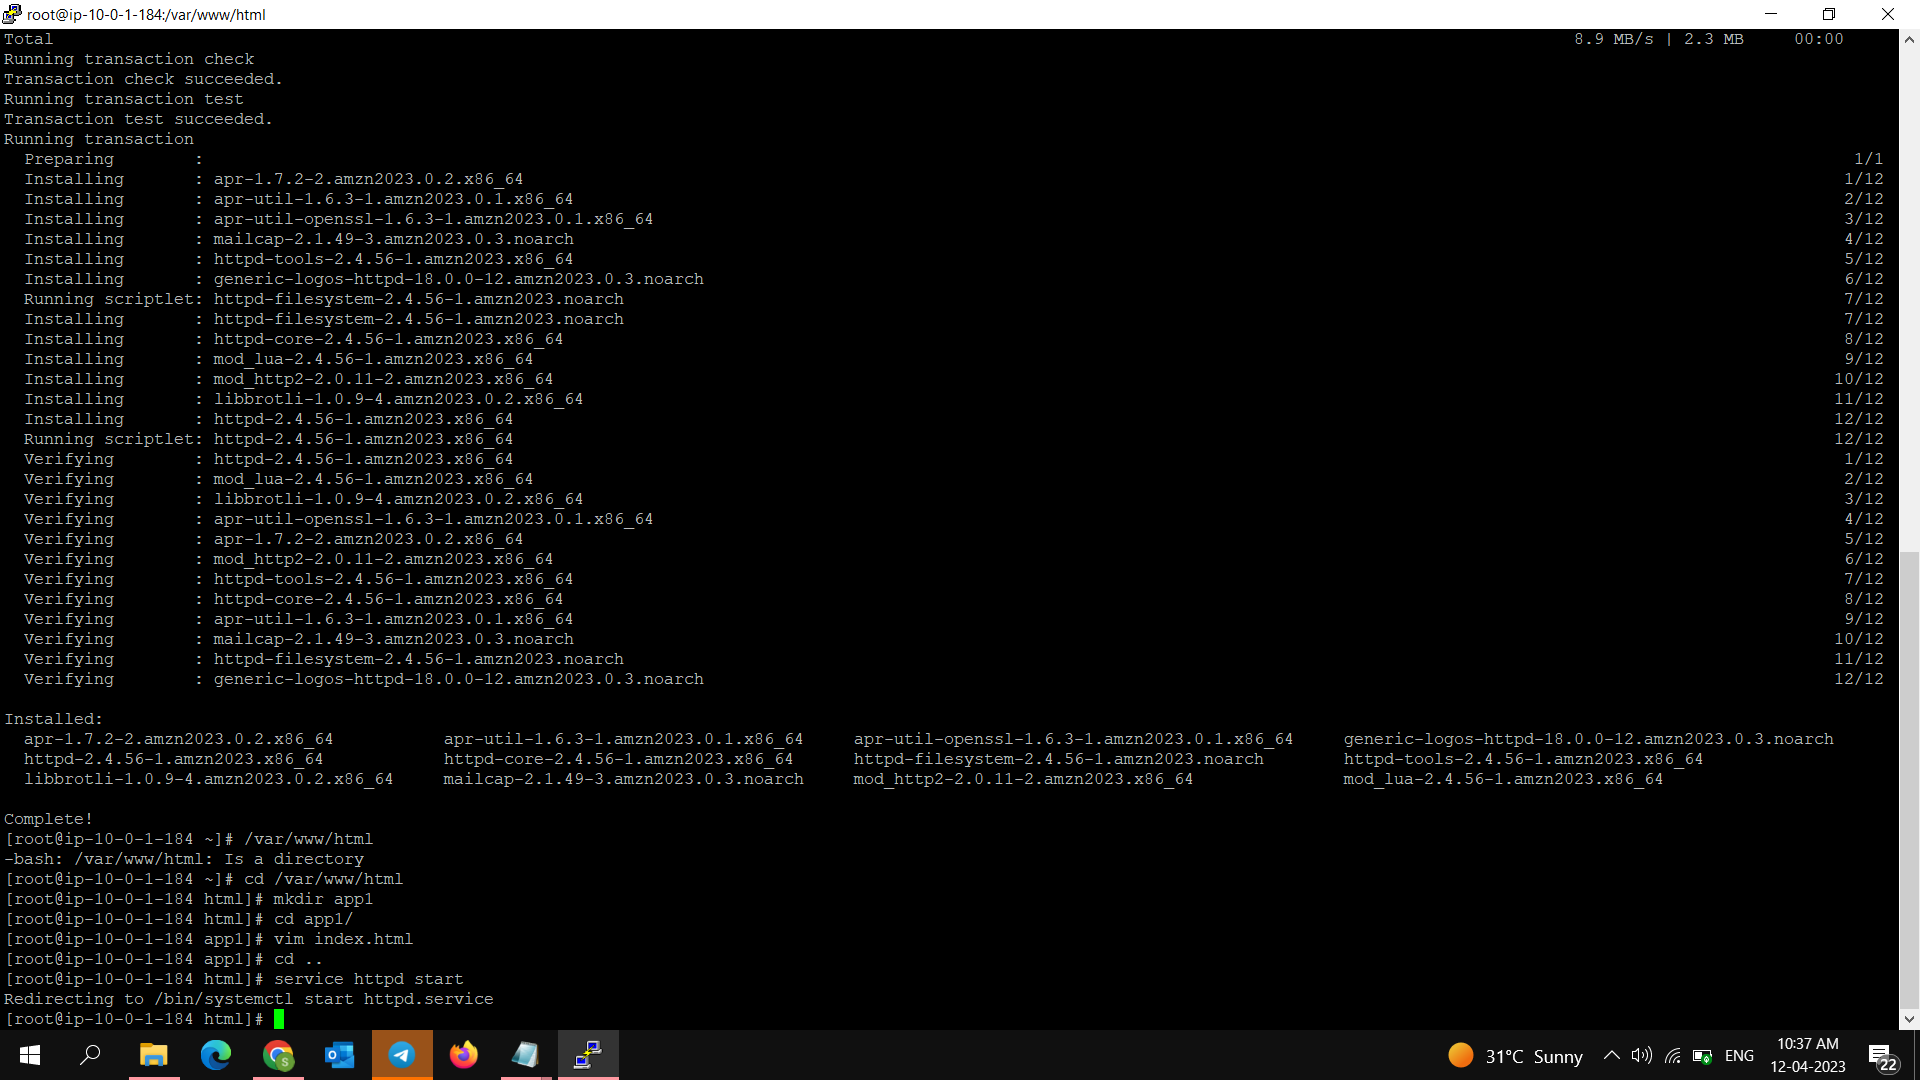 root@ip-10-0-1-184:/var/www/html
Total 8.9 MB/s | 2.3 MB 00:00
Running transaction check
Transaction check succeeded.
Running transaction test
Transaction test succeeded.
Running transaction
Preparing : 1/1
Installing : apr-1.7.2-2.amzn2023.0.2.x86_64 1/12
Installing : apr-util-1.6.3-1.amzn2023.0.1.x86_64 2/12
Installing : apr-util-openssl-1.6.3-1.amzn2023.0.1.x86_64 3/12
Installing : mailcap-2.1.49-3.amzn2023.0.3.noarch 4/12
Installing : httpd-tools-2.4.56-1.amzn2023.x86_64 5/12
Installing : generic-logos-httpd-18.0.0-12.amzn2023.0.3.noarch 6/12
Running scriptlet: httpd-filesystem-2.4.56-1.amzn2023.noarch 7/12
Installing : httpd-filesystem-2.4.56-1.amzn2023.noarch 7/12
Installing : httpd-core-2.4.56-1.amzn2023.x86_64 8/12
Installing : mod_lua-2.4.56-1.amzn2023.x86_64 9/12
Installing : mod_http2-2.0.11-2.amzn2023.x86_64 10/12
Installing : libbrotli-1.0.9-4.amzn2023.0.2.x86_64 11/12
Installing : httpd-2.4.56-1.amzn2023.x86_64 12/12
Running scriptlet: httpd-2.4.56-1.amzn2023.x86_64 12/12
Verifying : httpd-2.4.56-1.amzn2023.x86_64 1/12
Verifying : mod_lua-2.4.56-1.amzn2023.x86_64 2/12
Verifying : libbrotli-1.0.9-4.amzn2023.0.2.x86_64 3/12
Verifying : apr-util-openssl-1.6.3-1.amzn2023.0.1.x86_64 4/12
Verifying : apr-1.7.2-2.amzn2023.0.2.x86_64 5/12
Verifying : mod_http2-2.0.11-2.amzn2023.x86_64 6/12
Verifying : httpd-tools-2.4.56-1.amzn2023.x86_64 7/12
Verifying : httpd-core-2.4.56-1.amzn2023.x86_64 8/12
Verifying : apr-util-1.6.3-1.amzn2023.0.1.x86_64 9/12
Verifying : mailcap-2.1.49-3.amzn2023.0.3.noarch 10/12
Verifying : httpd-filesystem-2.4.56-1.amzn2023.noarch 11/12
Verifying : generic-logos-httpd-18.0.0-12.amzn2023.0.3.noarch 12/12
Installed:
apr-1.7.2-2.amzn2023.0.2.x86_64 apr-util-1.6.3-1.amzn2023.0.1.x86_64 apr-util-openssl-1.6.3-1.amzn2023.0.1.x86_64 generic-logos-httpd-18.0.0-12.amzn2023.0.3.noarch
httpd-2.4.56-1.amzn2023.x86_64 httpd-core-2.4.56-1.amzn2023.x86_64 httpd-filesystem-2.4.56-1.amzn2023.noarch httpd-tools-2.4.56-1.amzn2023.x86_64
libbrotli-1.0.9-4.amzn2023.0.2.x86_64 mailcap-2.1.49-3.amzn2023.0.3.noarch mod_http2-2.0.11-2.amzn2023.x86_64 mod_lua-2.4.56-1.amzn2023.x86_64
Complete!
[root@ip-10-0-1-184 ~]# /var/www/html
-bash: /var/www/html: Is a directory
[root@ip-10-0-1-184 ~]# cd /var/www/html
[root@ip-10-0-1-184 html]# mkdir app1
[root@ip-10-0-1-184 html]# cd app1/
[root@ip-10-0-1-184 app1]# vim index.html
[root@ip-10-0-1-184 app1]# cd ..
[root@ip-10-0-1-184 html]# service httpd start
Redirecting to /bin/systemctl start httpd.service
[root@ip-10-0-1-184 html]#
S
31°C Sunny
ENG
10:37 AM
12-04-2023
22